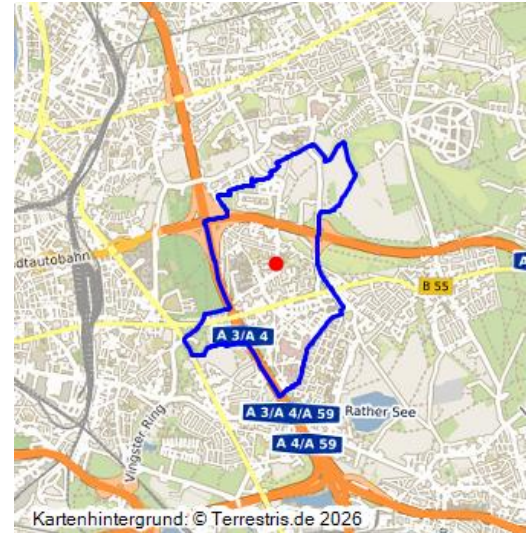 dtautobahn
A
B 55
A 3/A 4
A 3/A 4/A 59
Rather See
A 4/A 59
Vingster Ring
Kartenhintergrund: © Terrestris.de 2026